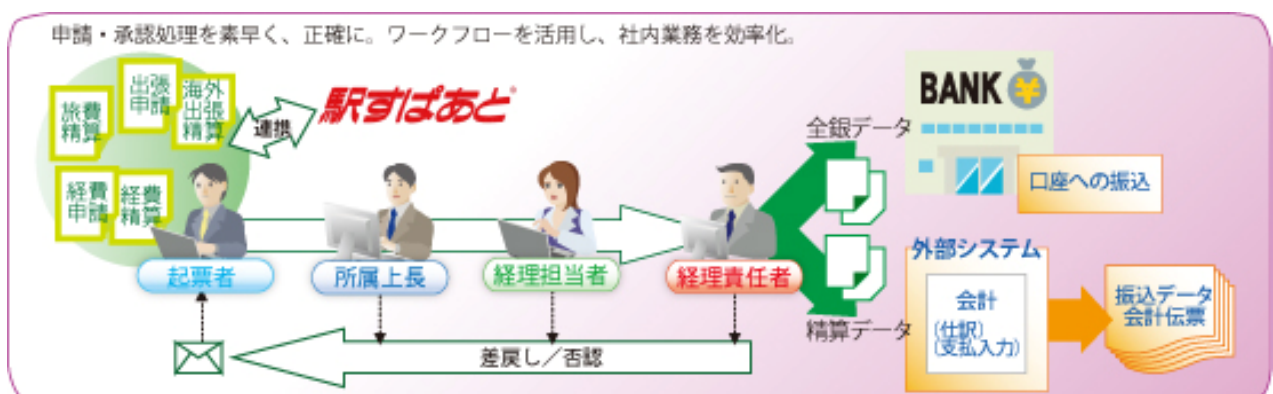 申請・承認処理を素早く、正確に。ワークフローを活用し、社内業務を効率化。
旅費
精算
出張
申請
海外
出張
精算
経費
申請
経費
精算
連携
駅すぱあと
起票者
所属上長
経理担当者
経理責任者
差戻し／否認
全銀データ
BANK
¥
口座への振込
精算データ
外部システム
会計
(仕訳)
(支払入力)
振込データ
会計伝票